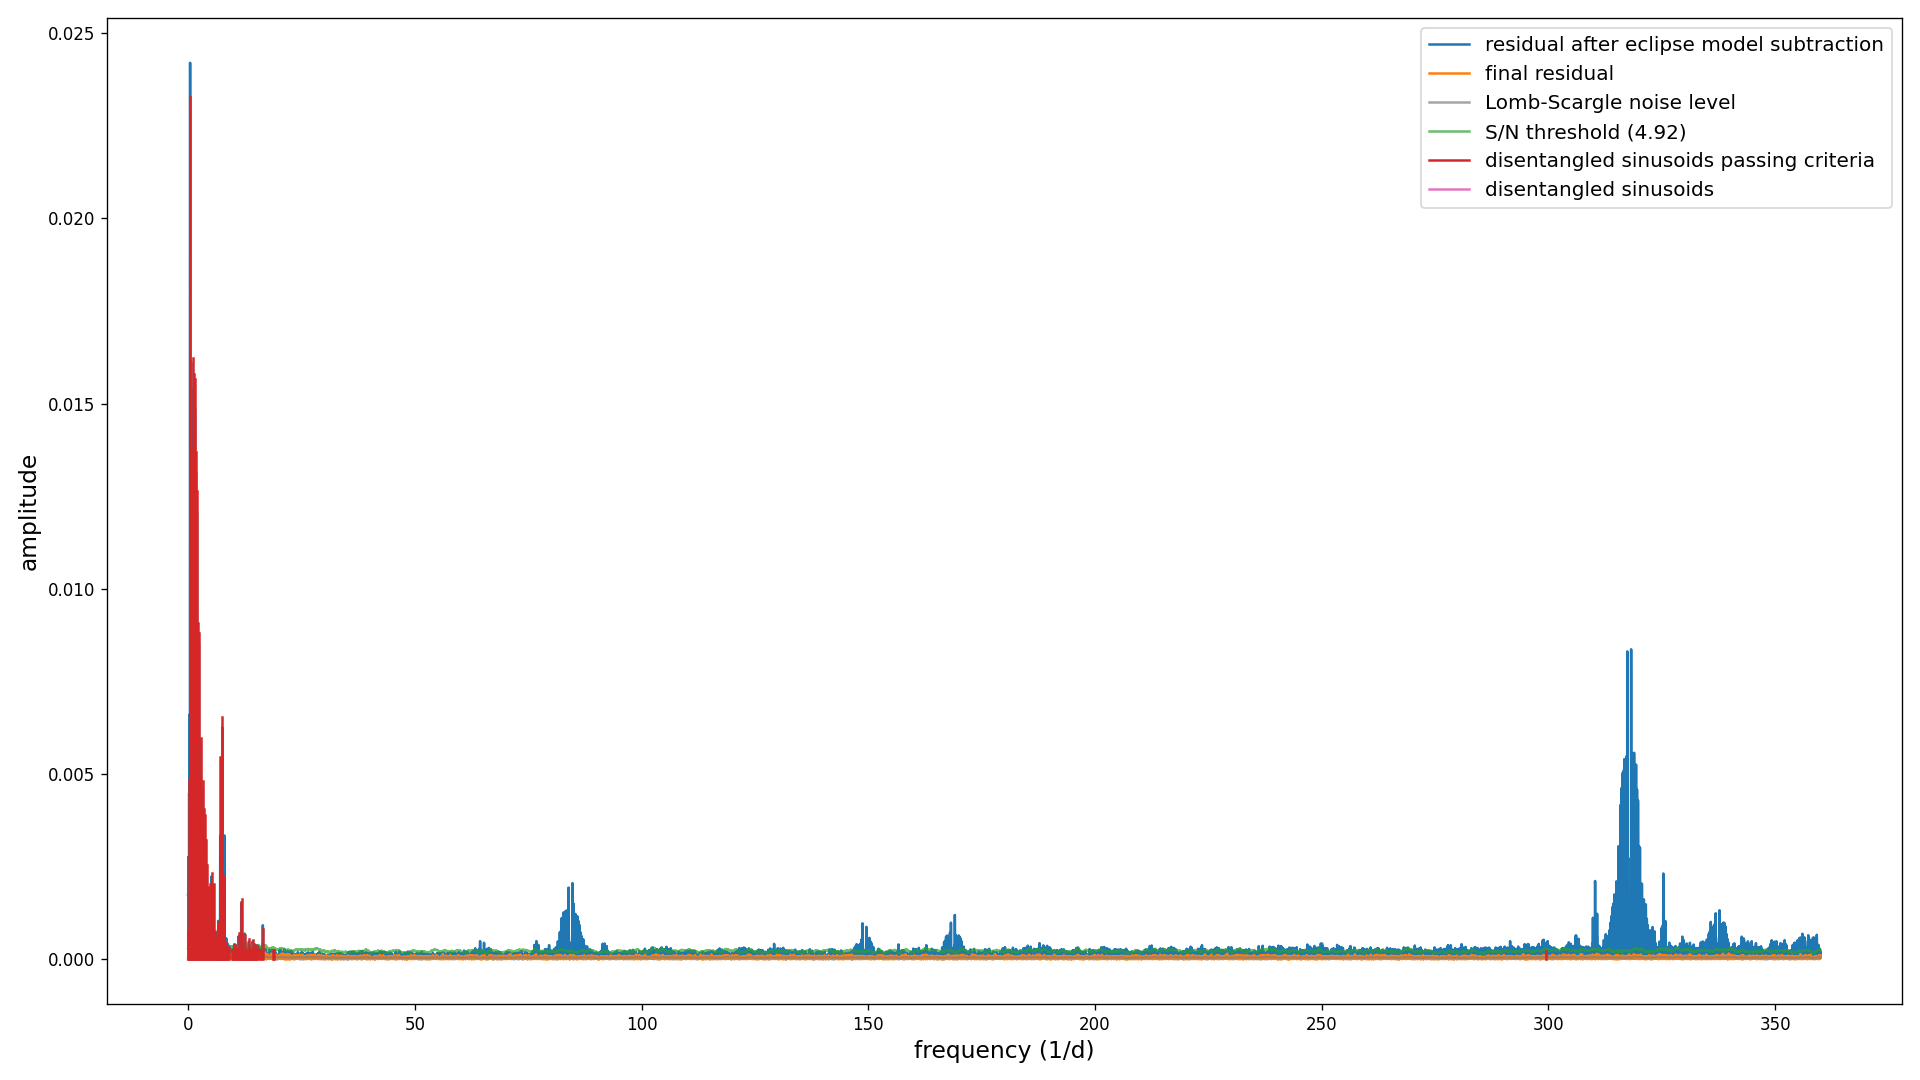 0.025
0.020
0.015
0.010
0.005
0.000
amplitude
0
50
100
150
200
250
300
350
frequency (1/d)
residual after eclipse model subtraction
final residual
Lomb-Scargle noise level
S/N threshold (4.92)
disentangled sinusoids passing criteria
disentangled sinusoids